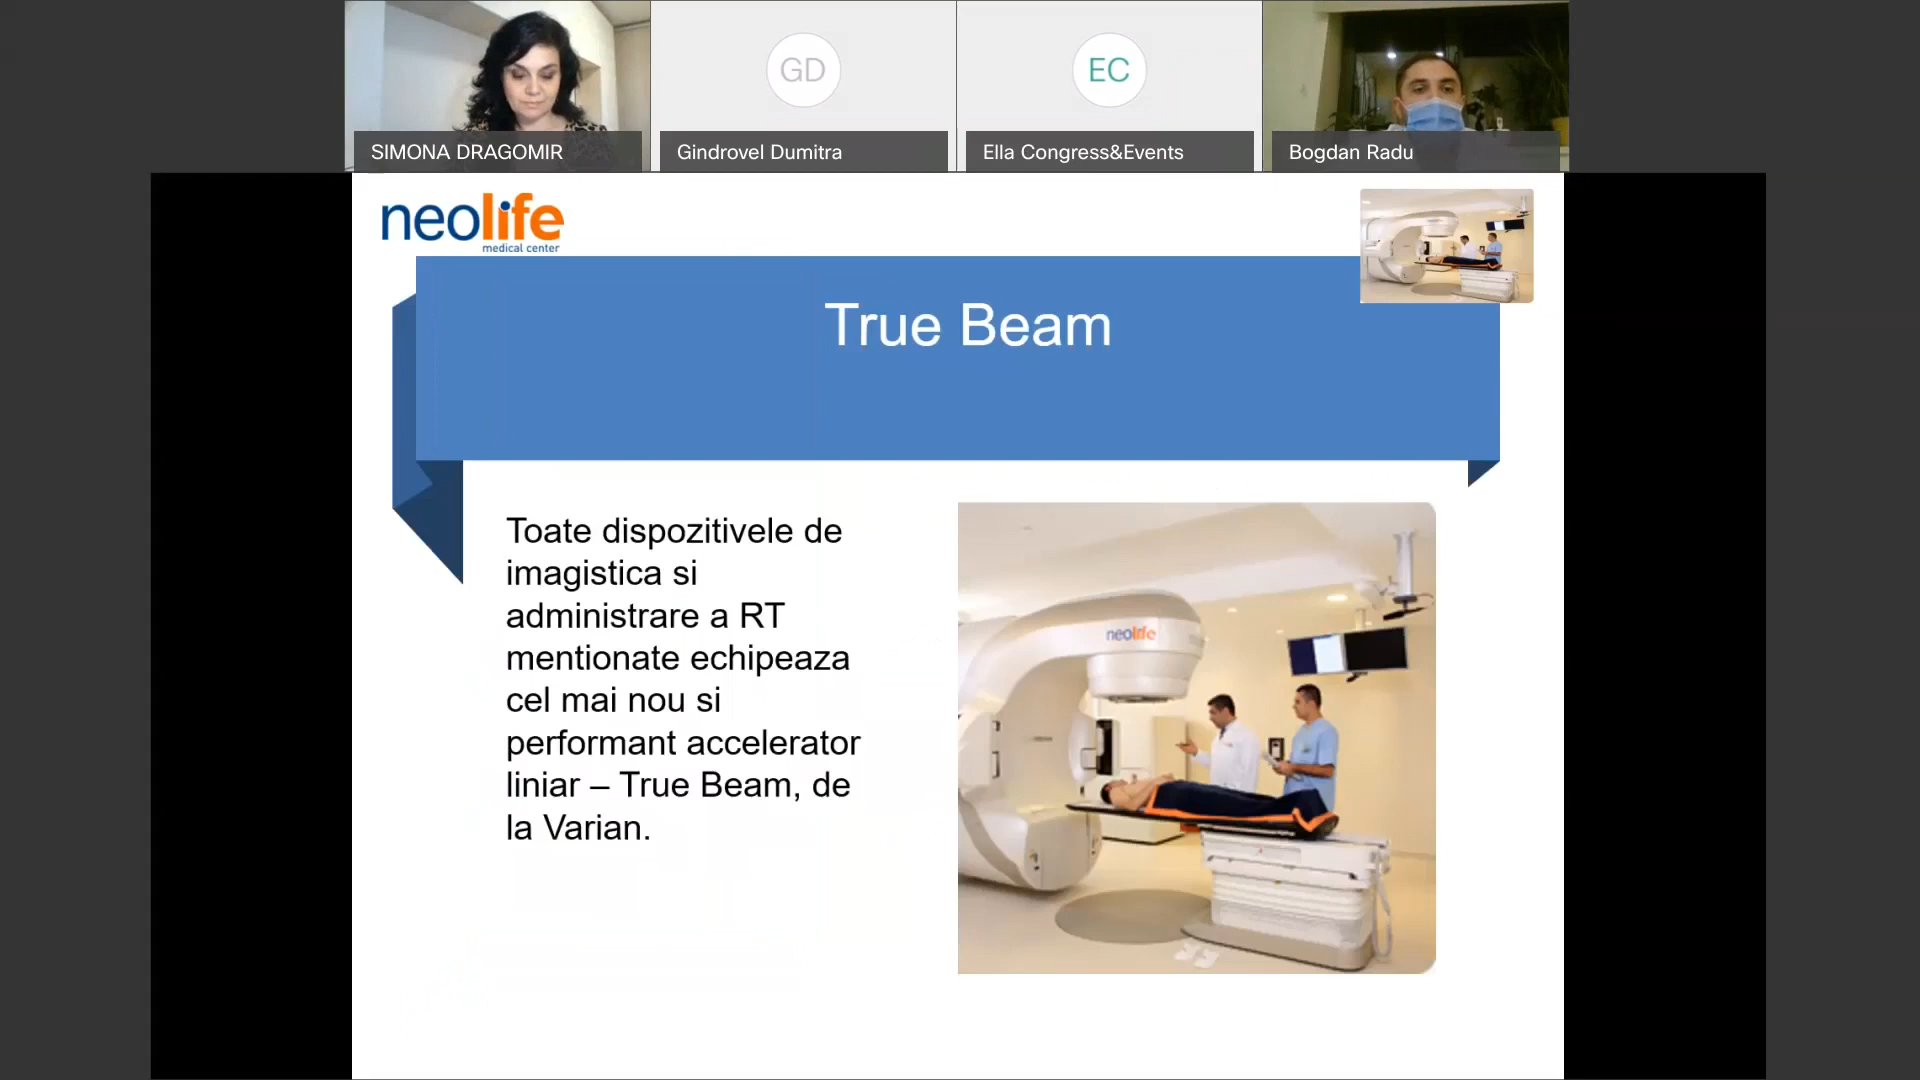 GD
EC
SIMONA DRAGOMIR
Gindrovel Dumitra
Ella Congress&Events
Bogdan Radu
neolife
medical center
True Beam
Toate dispozitivele de
imagistica si
administrare a RT
mentionate echipeaza
cel mai nou si
performant accelerator
liniar – True Beam, de
la Varian.
neolife